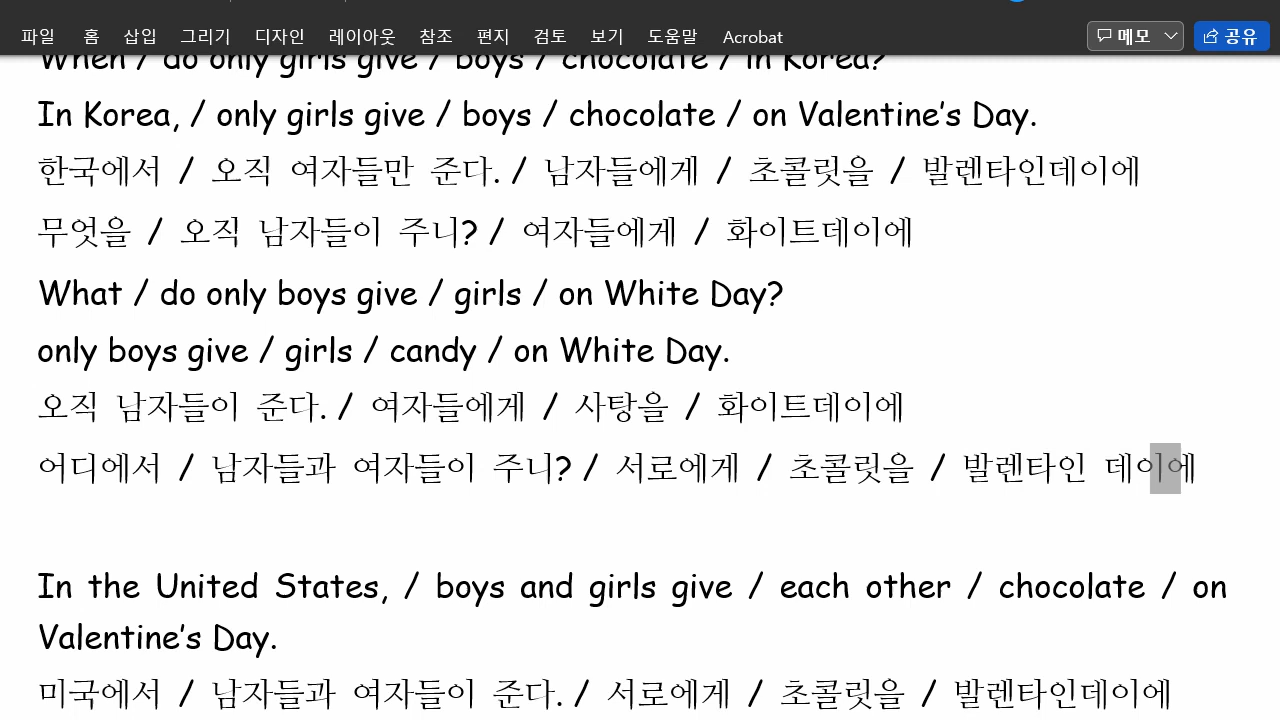 파일 홈 삽입 그리기 디자인 레이아웃 참조 편지 검토 보기 도움말 Acrobat 메모 공유
When / do only girls give / boys / chocolate / in Korea?
In Korea, / only girls give / boys / chocolate / on Valentine's Day.
한국에서 / 오직 여자들만 준다. / 남자들에게 / 초콜릿을 / 발렌타인데이에
무엇을 / 오직 남자들이 주니? / 여자들에게 / 화이트데이에
What / do only boys give / girls / on White Day?
only boys give / girls / candy / on White Day.
오직 남자들이 준다. / 여자들에게 / 사탕을 / 화이트데이에
어디에서 / 남자들과 여자들이 주니? / 서로에게 / 초콜릿을 / 발렌타인 데이에
In the United States, / boys and girls give / each other / chocolate / on
Valentine's Day.
미국에서 / 남자들과 여자들이 준다. / 서로에게 / 초콜릿을 / 발렌타인데이에